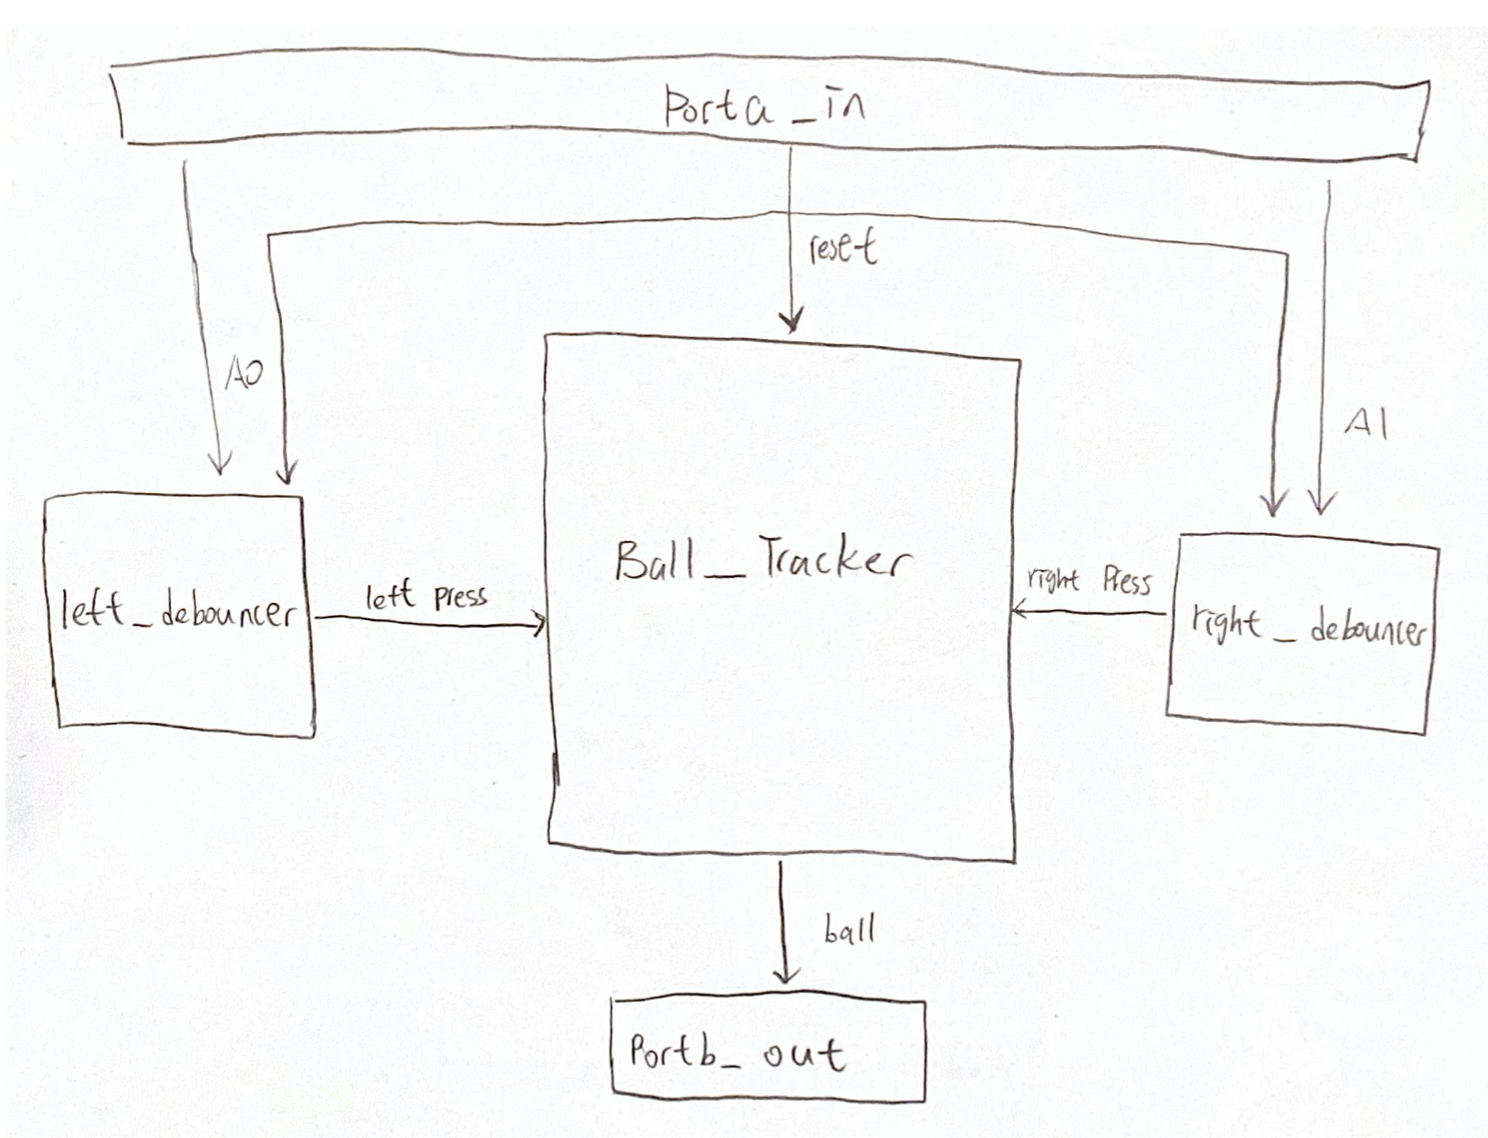 Porta_in
reset
A0
A1
left_debouncer
left press
Ball_Tracker
right Press
right_debouncer
ball
Portb_out